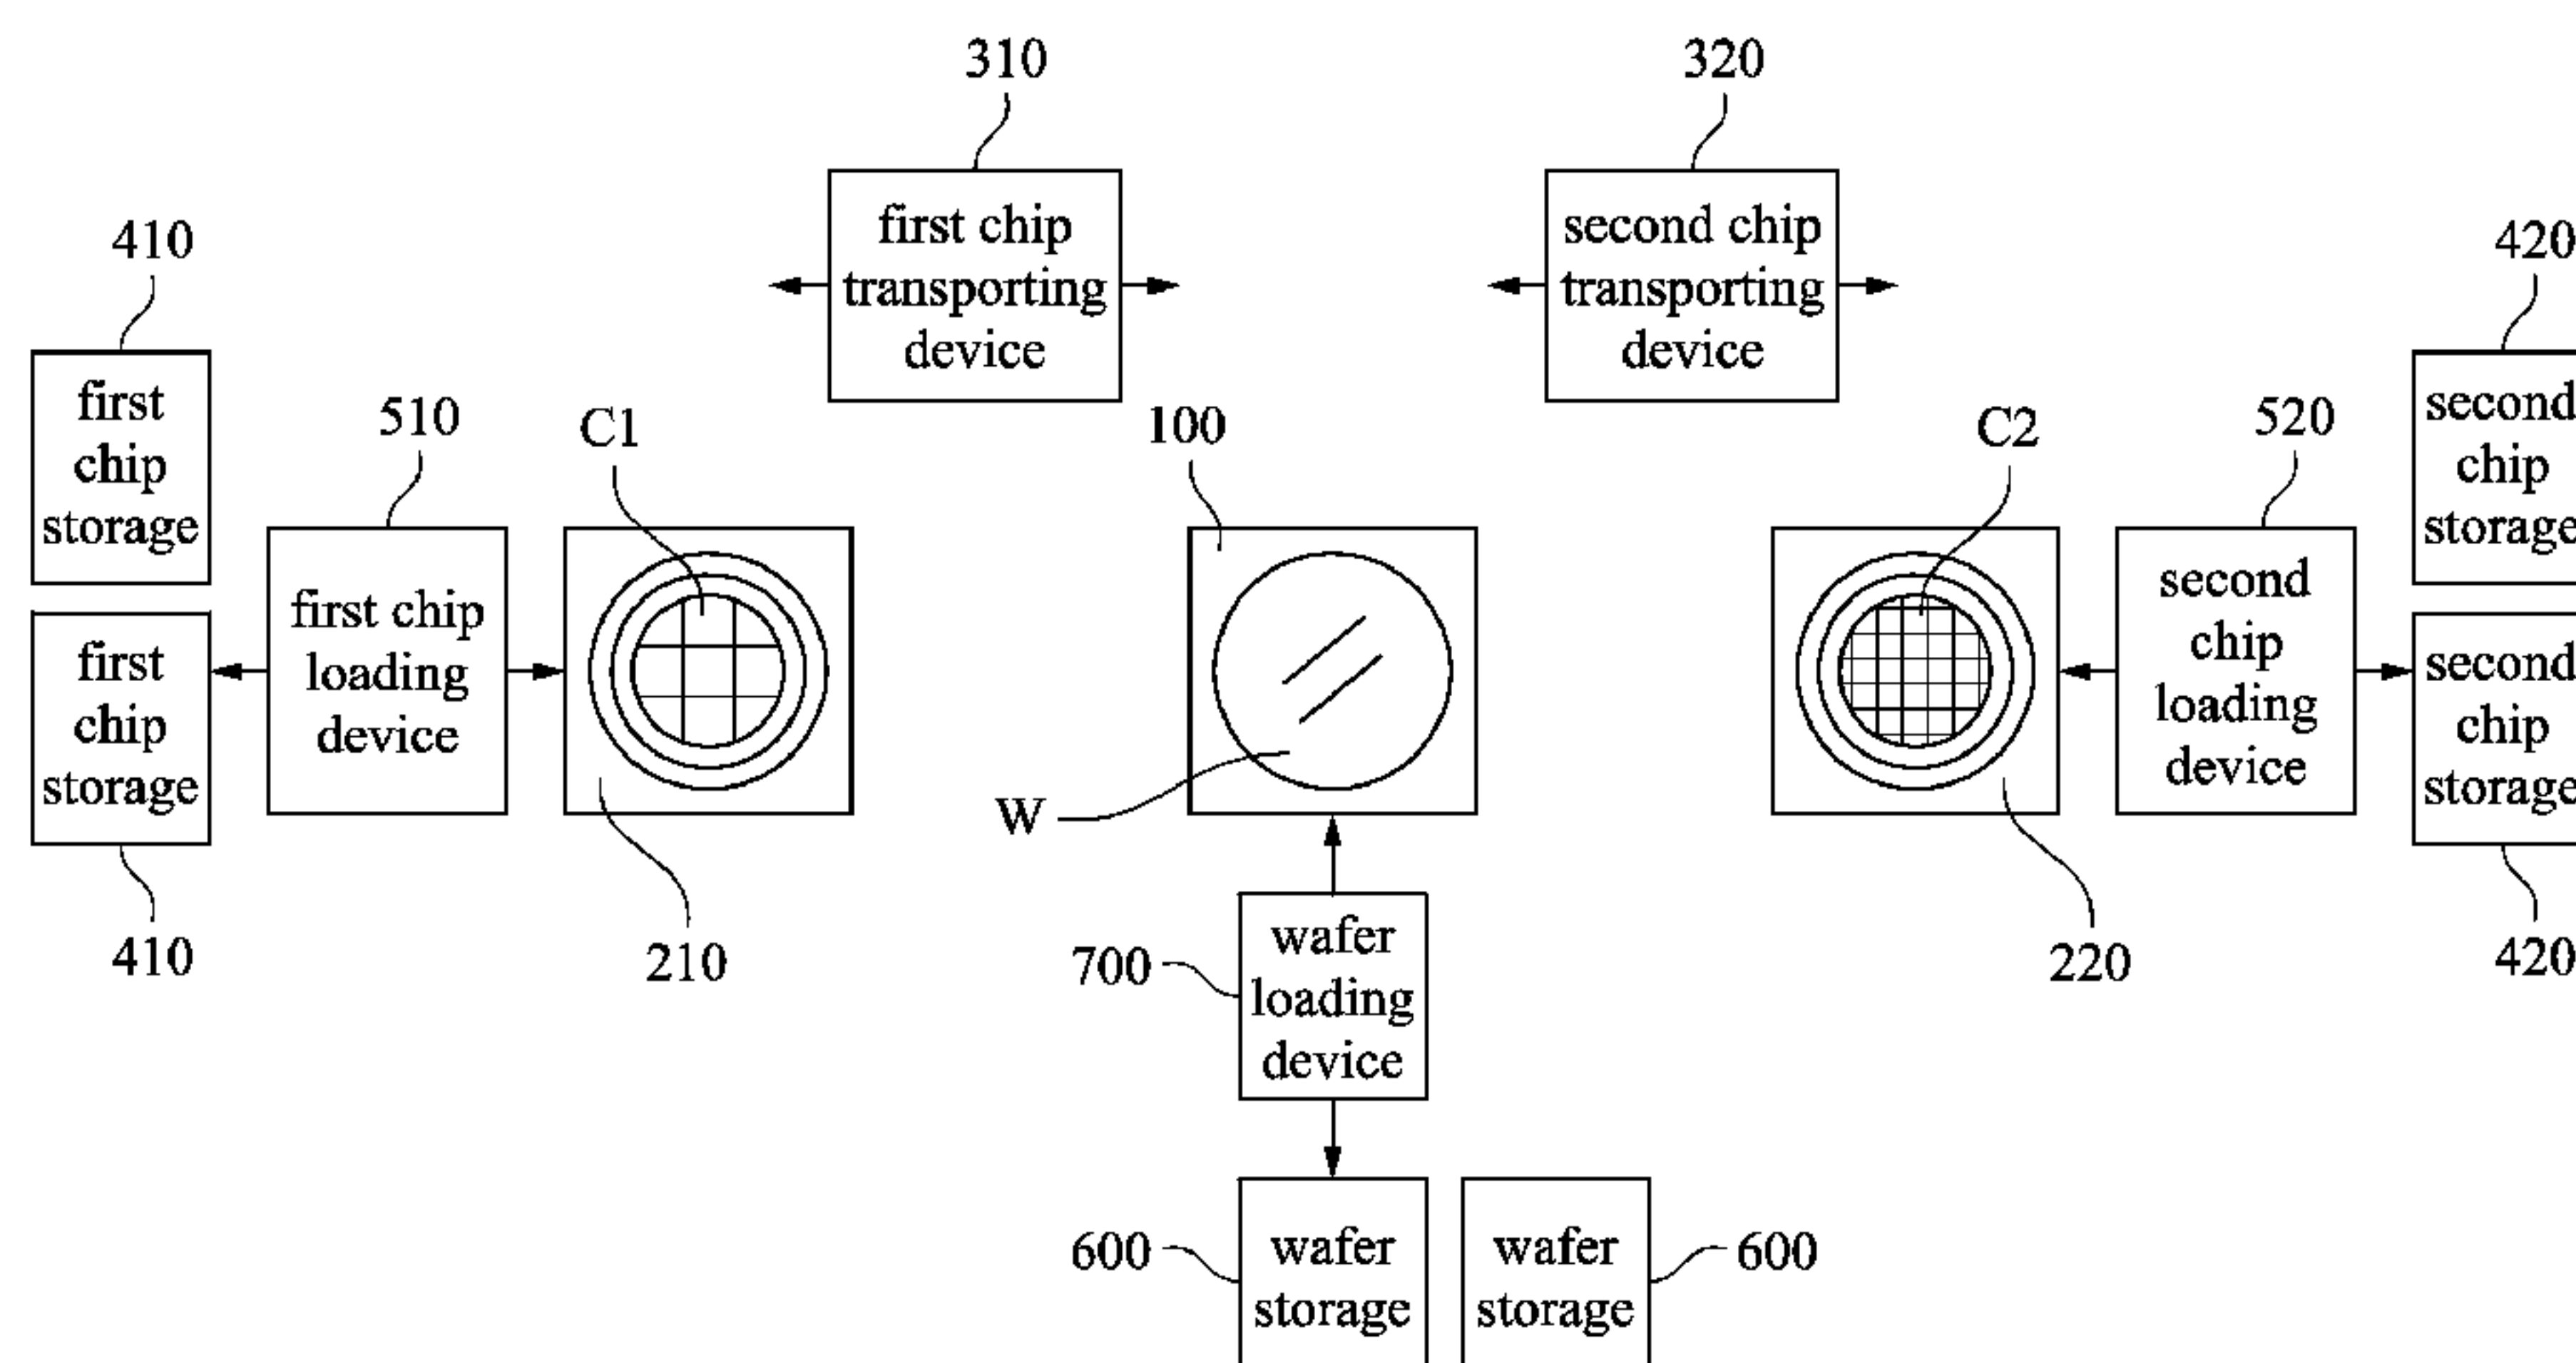 310
320
first chip
transporting
device
second chip
transporting
device
410
420
first
chip
storage
510
C1
100
C2
520
second
chip
storage
first chip
loading
device
second
chip
loading
device
first
chip
storage
second
chip
storage
W
410
210
700
wafer
loading
device
220
420
600
wafer
storage
wafer
storage
600